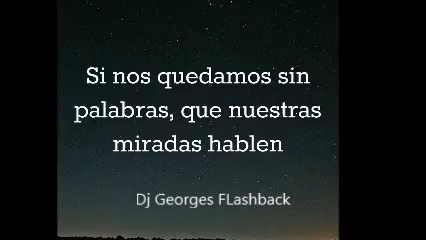 Si nos quedamos sin
palabras, que nuestras
miradas hablen
Dj Georges FLashback